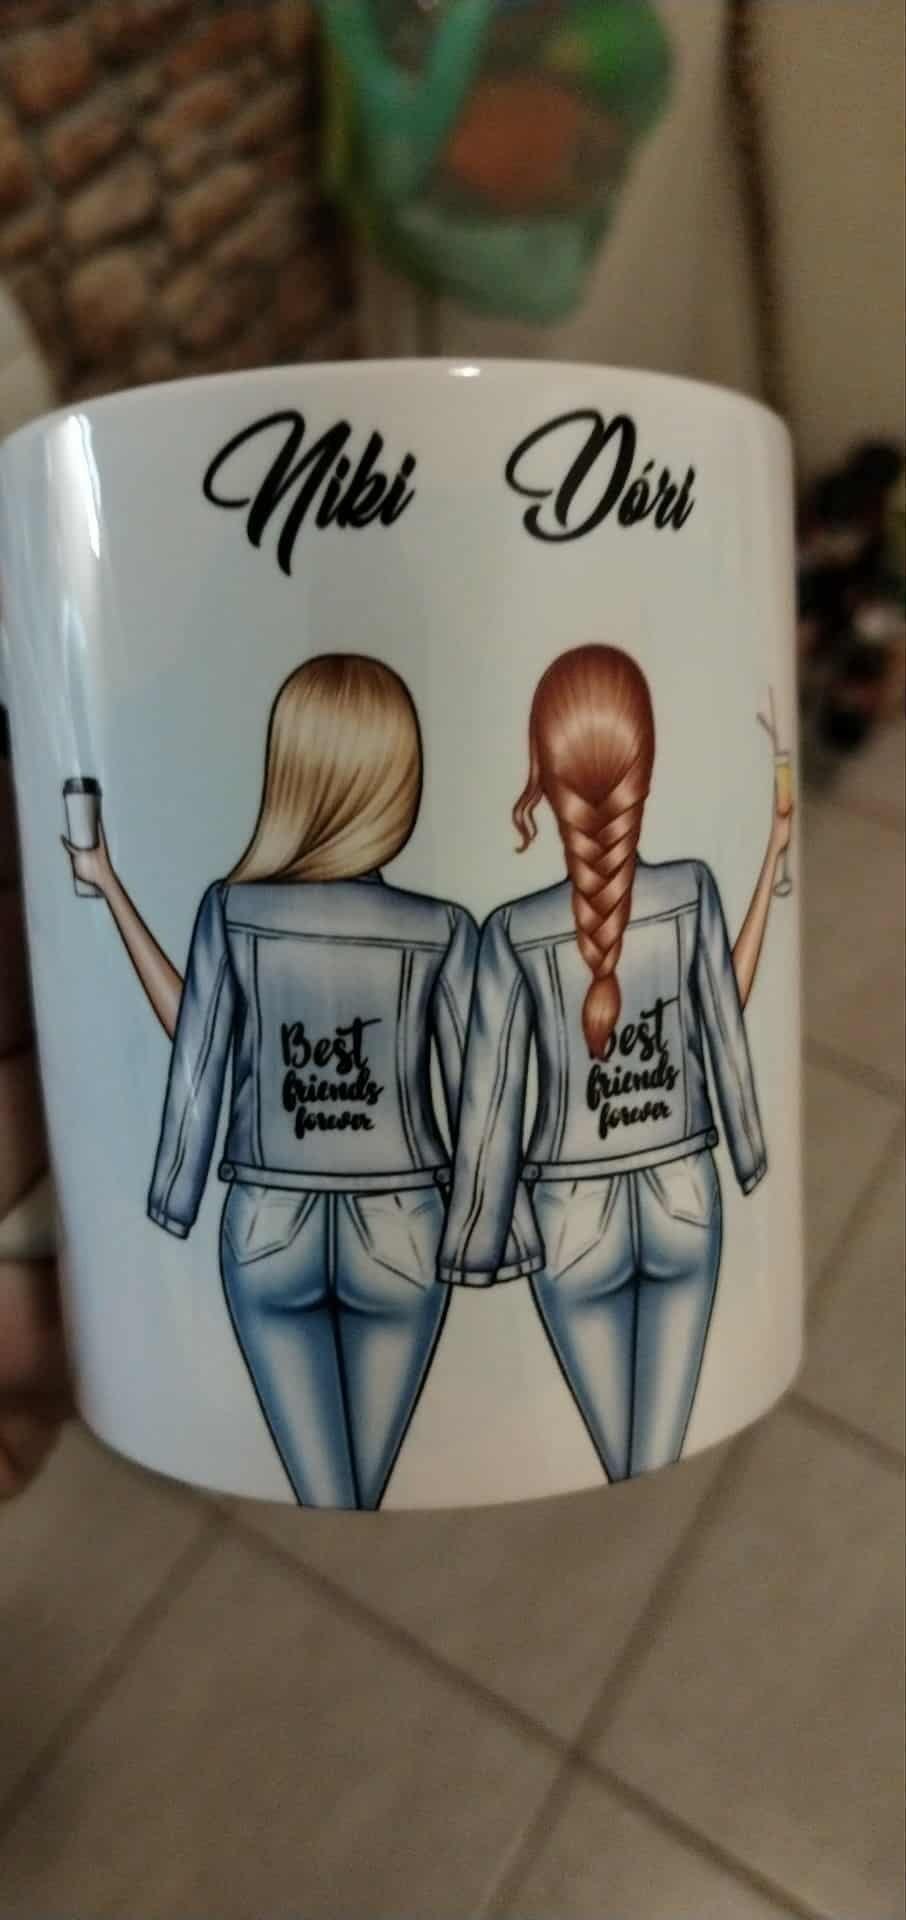 Niki Dóri
Best
friends
forever
Best
friends
forever